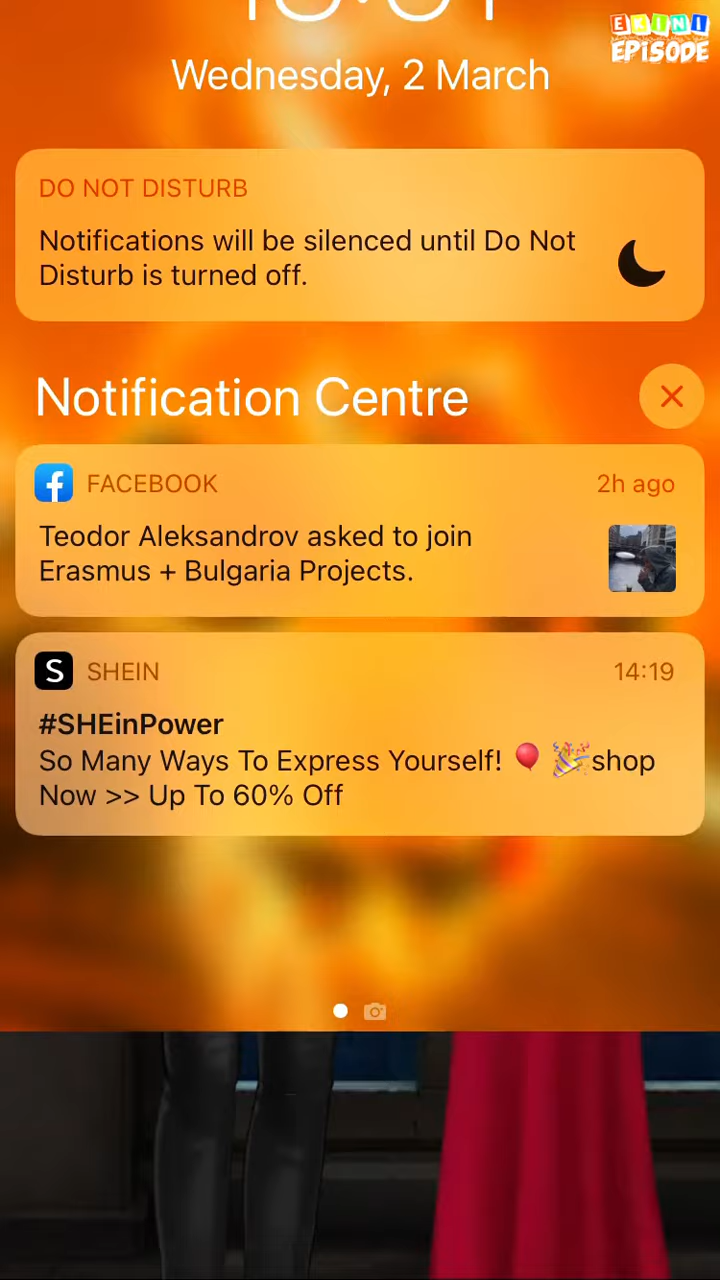 EKINI
EPISODE
Wednesday, 2 March
DO NOT DISTURB
Notifications will be silenced until Do Not
Disturb is turned off.
Notification Centre
FACEBOOK 2h ago
Teodor Aleksandrov asked to join
Erasmus + Bulgaria Projects.
S SHEIN 14:19
#SHEinPower
So Many Ways To Express Yourself! 🎈 🎉shop
Now >> Up To 60% Off